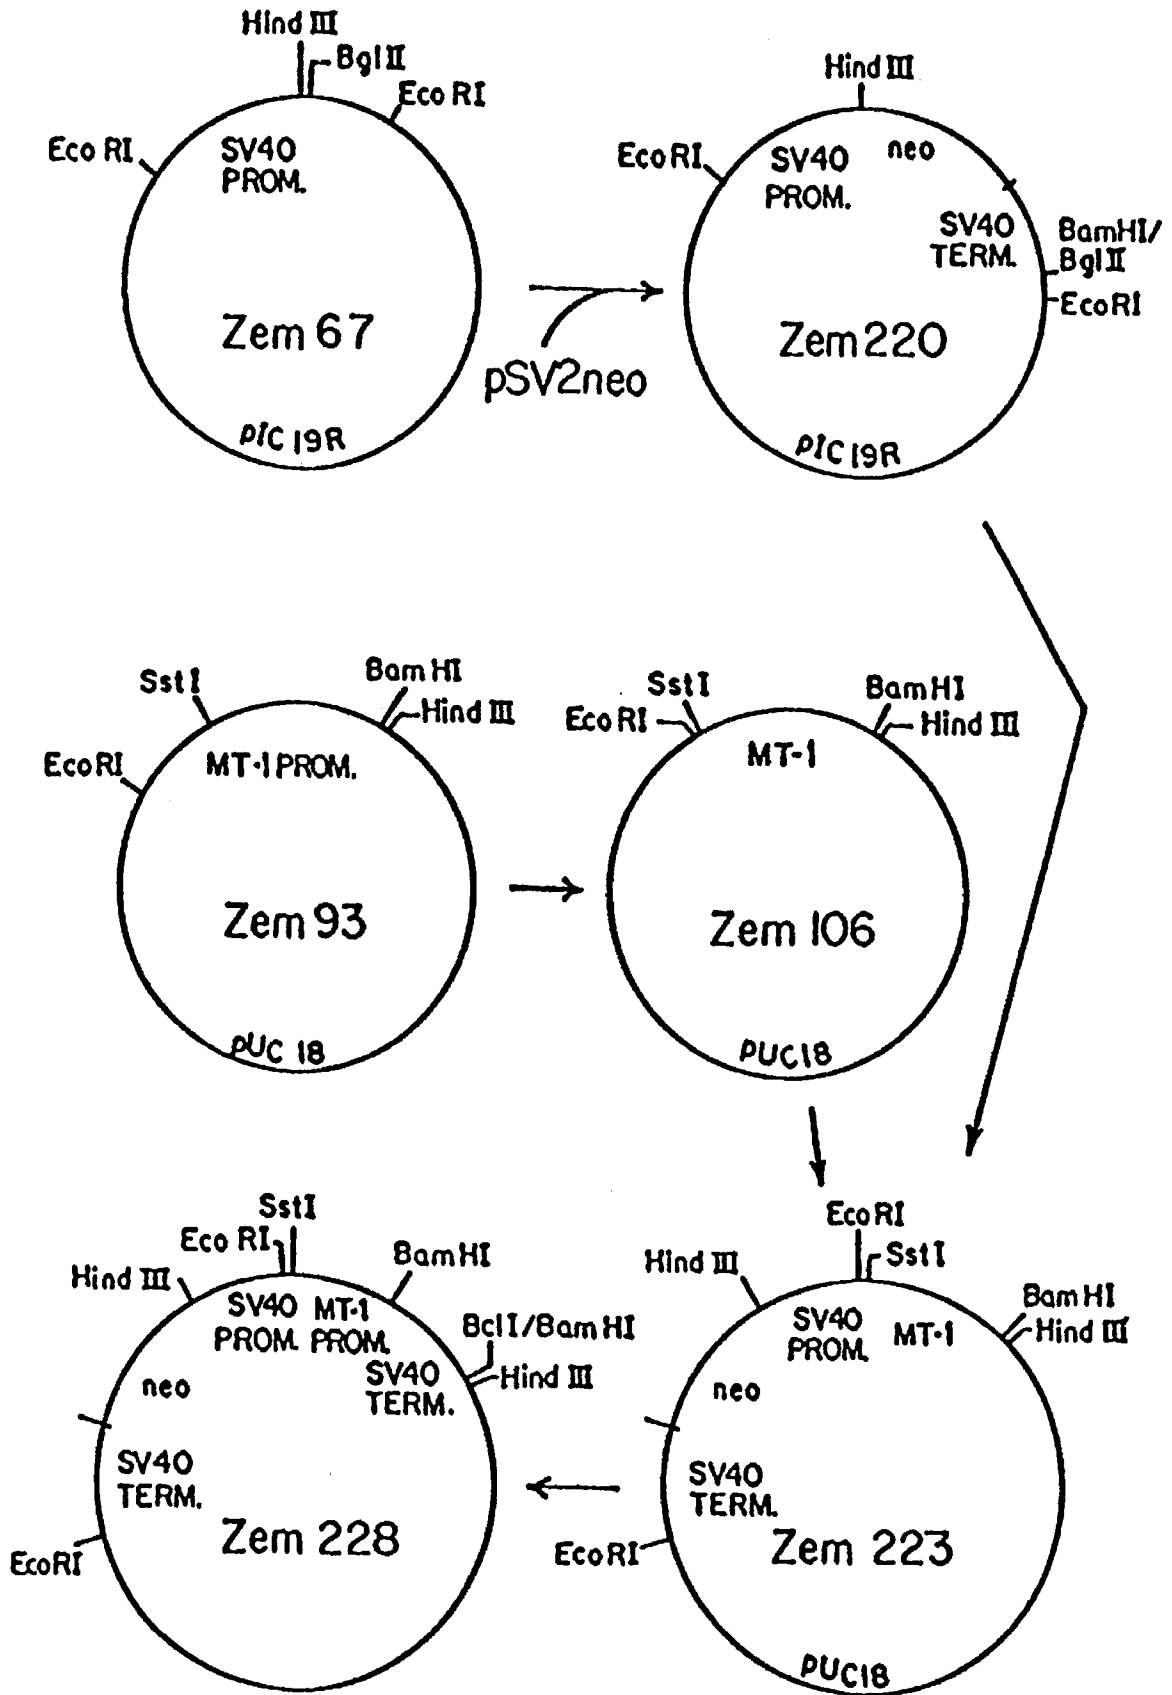 Hind III
Bgl II
Eco RI
Eco RI
SV40
PROM.
Zem 67
pIC 19R
pSV2neo
Hind III
Eco RI
SV40
PROM.
neo
SV40
TERM.
BamHI/
Bgl II
EcoRI
Zem 220
pIC 19R
Sst I
Bam HI
Hind III
Eco RI
MT-1 PROM.
Zem 93
pUC 18
Sst I
Eco RI
Bam HI
Hind III
MT-1
Zem 106
pUC18
Sst I
Eco RI
Hind III
Bam HI
SV40
PROM.
MT-1
PROM.
BclI/Bam HI
Hind III
SV40
TERM.
neo
SV40
TERM.
EcoRI
Zem 228
Eco RI
Sst I
Hind III
Bam HI
Hind III
SV40
PROM.
MT-1
neo
SV40
TERM.
EcoRI
Zem 223
pUC18